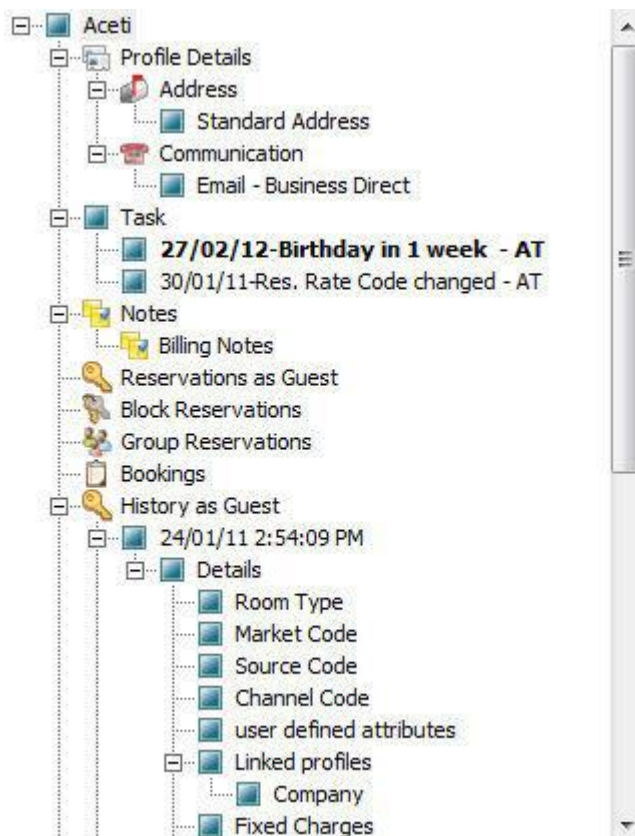 Aceti
Profile Details
Address
Standard Address
Communication
Email - Business Direct
Task
27/02/12-Birthday in 1 week - AT
30/01/11-Res. Rate Code changed - AT
Notes
Billing Notes
Reservations as Guest
Block Reservations
Group Reservations
Bookings
History as Guest
24/01/11 2:54:09 PM
Details
Room Type
Market Code
Source Code
Channel Code
user defined attributes
Linked profiles
Company
Fixed Charges